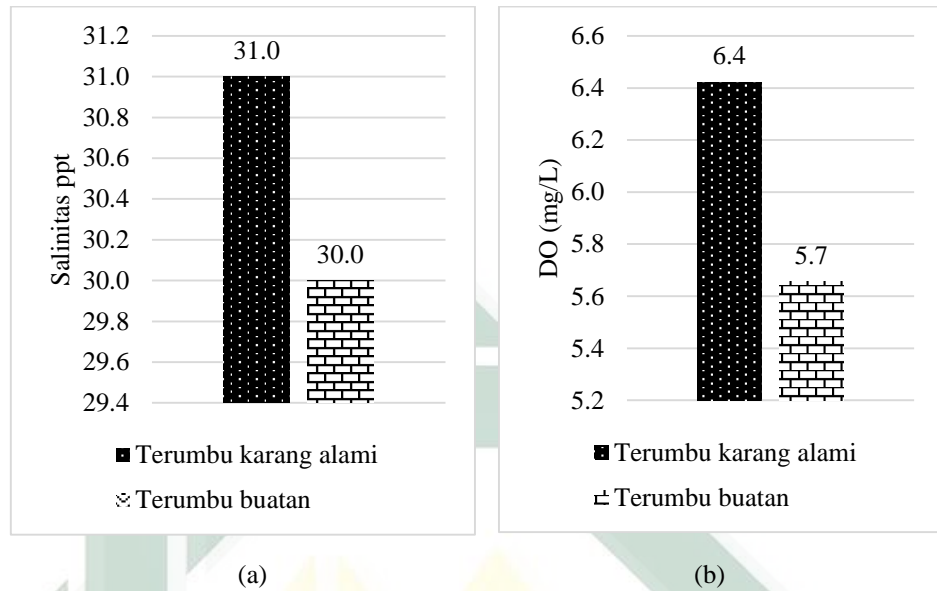 31.2
31.0
30.8
30.6
30.4
30.2
30.0
29.8
29.6
29.4
Salinitas ppt
31.0
30.0
Terumbu karang alami
Terumbu buatan
(a)
6.6
6.4
6.2
6.0
5.8
5.6
5.4
5.2
DO (mg/L)
6.4
5.7
Terumbu karang alami
Terumbu buatan
(b)